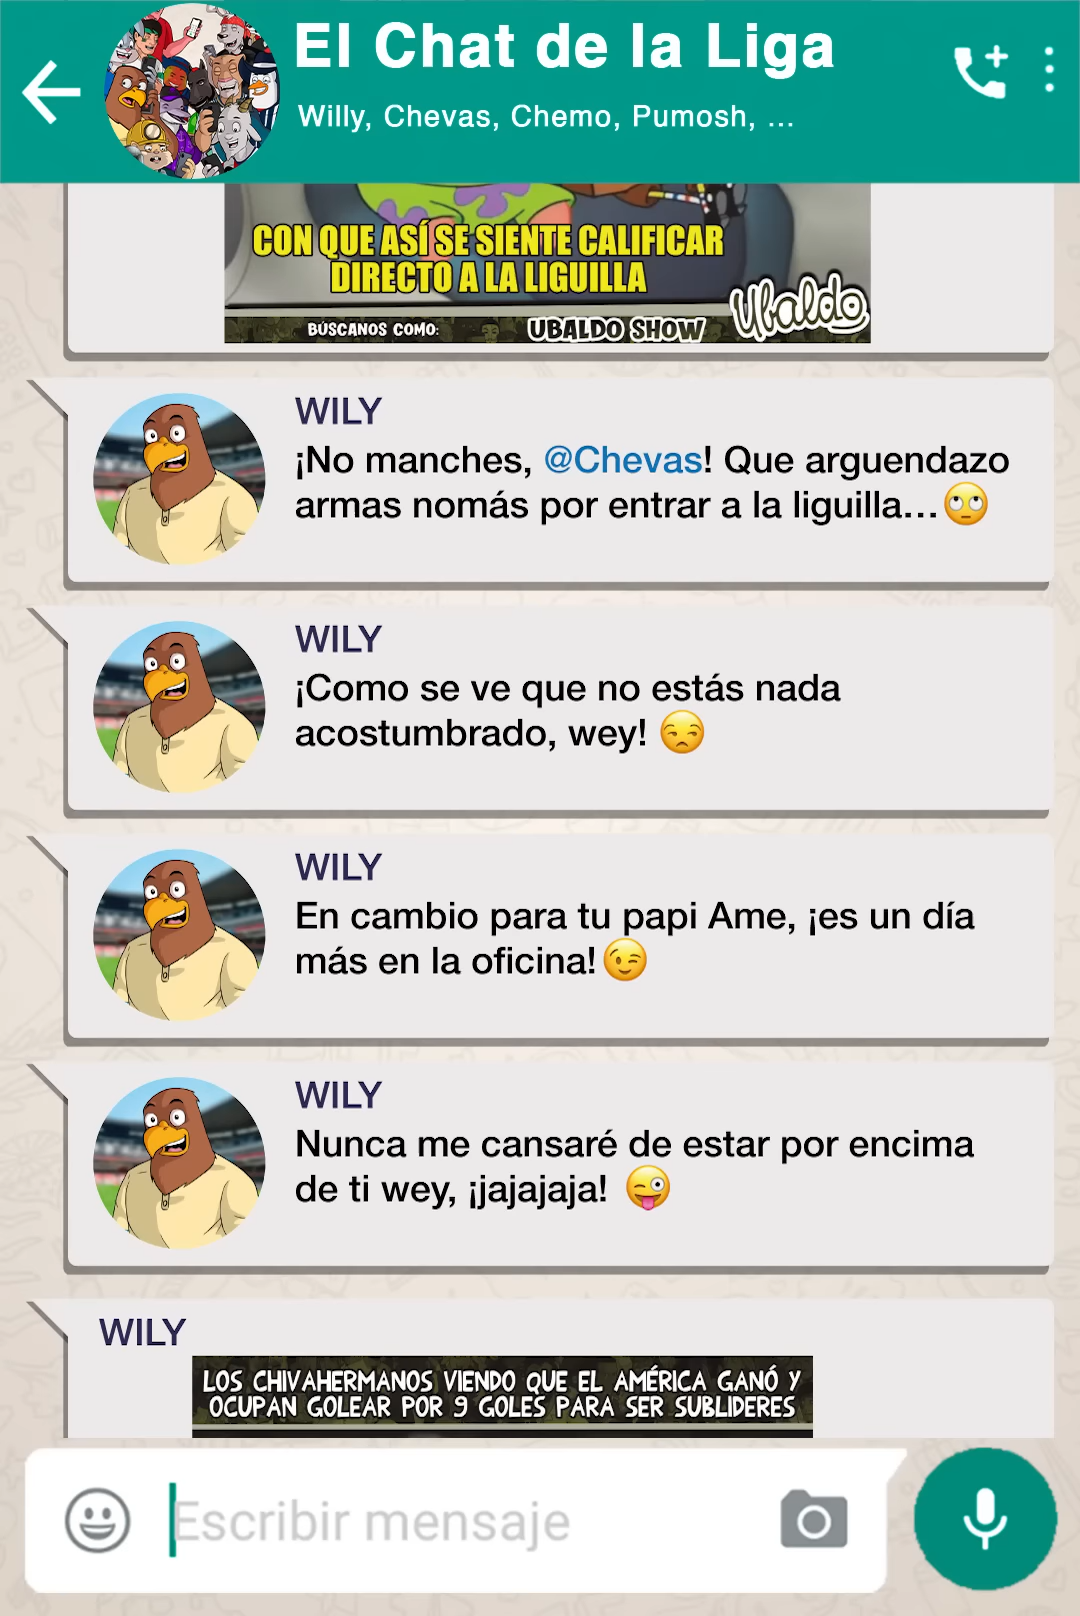 El Chat de la Liga
Willy, Chevas, Chemo, Pumosh, ...
CON QUE ASÍ SE SIENTE CALIFICAR
DIRECTO A LA LIGUILLA
Ubaldo
BÚSCANOS COMO:
UBALDO SHOW
WILY
¡No manches, @Chevas! Que arguendazo
armas nomás por entrar a la liguilla...🙄
WILY
¡Como se ve que no estás nada
acostumbrado, wey! 😒
WILY
En cambio para tu papi Ame, ¡es un día
más en la oficina!😉
WILY
Nunca me cansaré de estar por encima
de ti wey, ¡jajajaja! 😜
WILY
LOS CHIVAHERMANOS VIENDO QUE EL AMÉRICA GANÓ Y
OCUPAN GOLEAR POR 9 GOLES PARA SER SUBLIDERES
Escribir mensaje